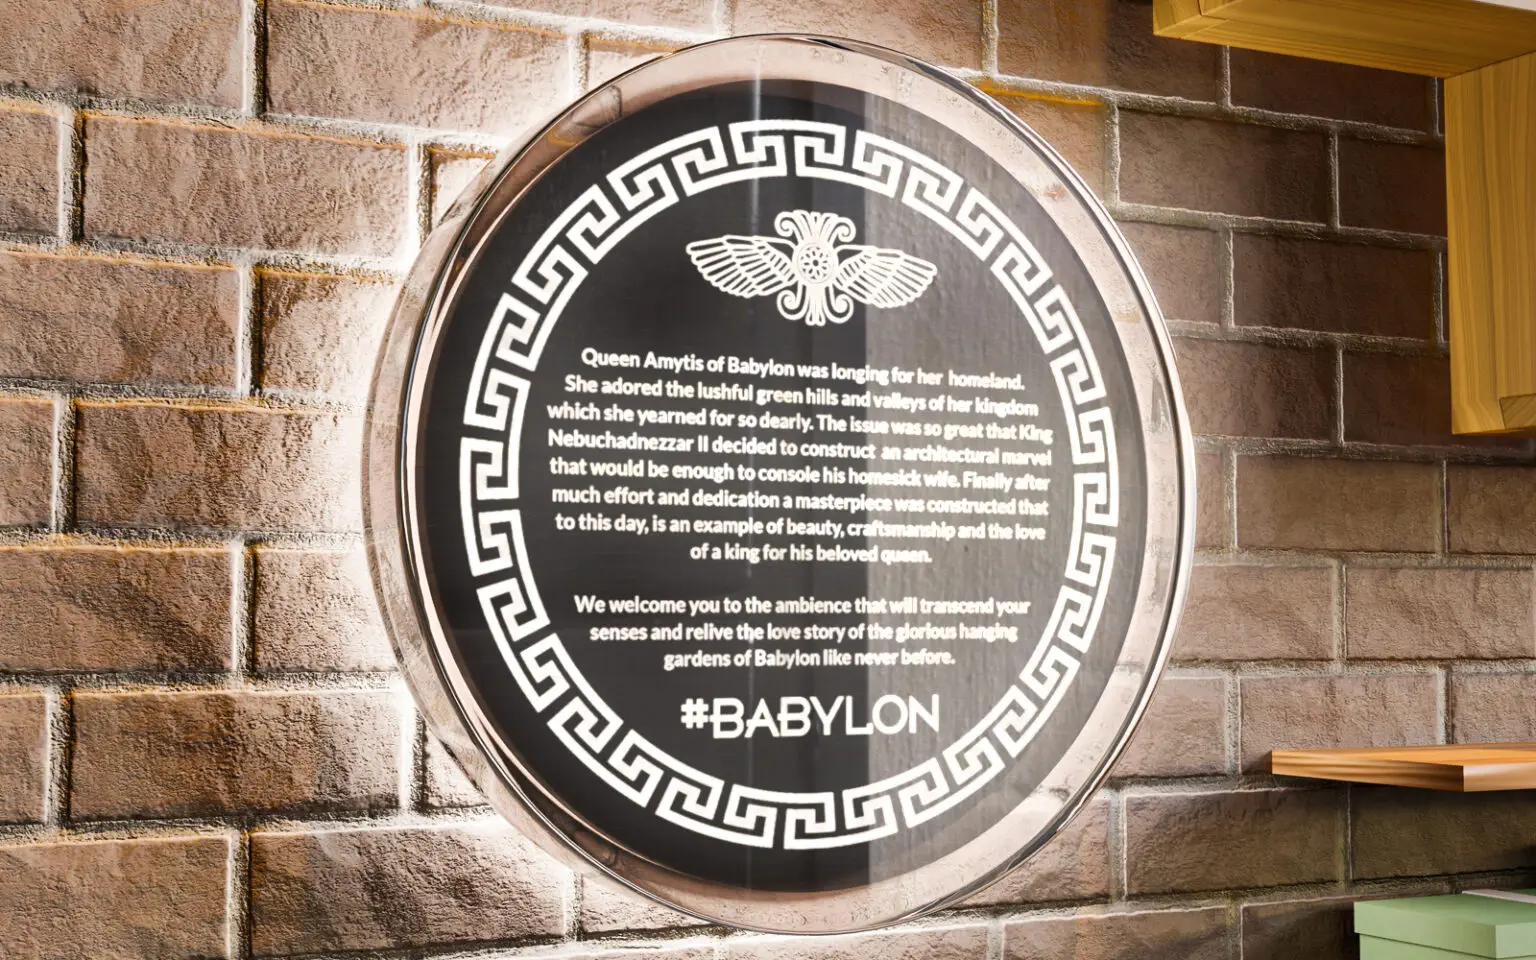 Queen Amytis of Babylon was longing for her homeland.
She adored the lushful green hills and valleys of her kingdom
which she yearned for so dearly. The issue was so great that King
Nebuchadnezzar II decided to construct an architectural marvel
that would be enough to console his homesick wife. Finally after
much effort and dedication a masterpiece was constructed that
to this day, is an example of beauty, craftsmanship and the love
of a king for his beloved queen.
We welcome you to the ambience that will transcend your
senses and relive the love story of the glorious hanging
gardens of Babylon like never before.
#BABYLON